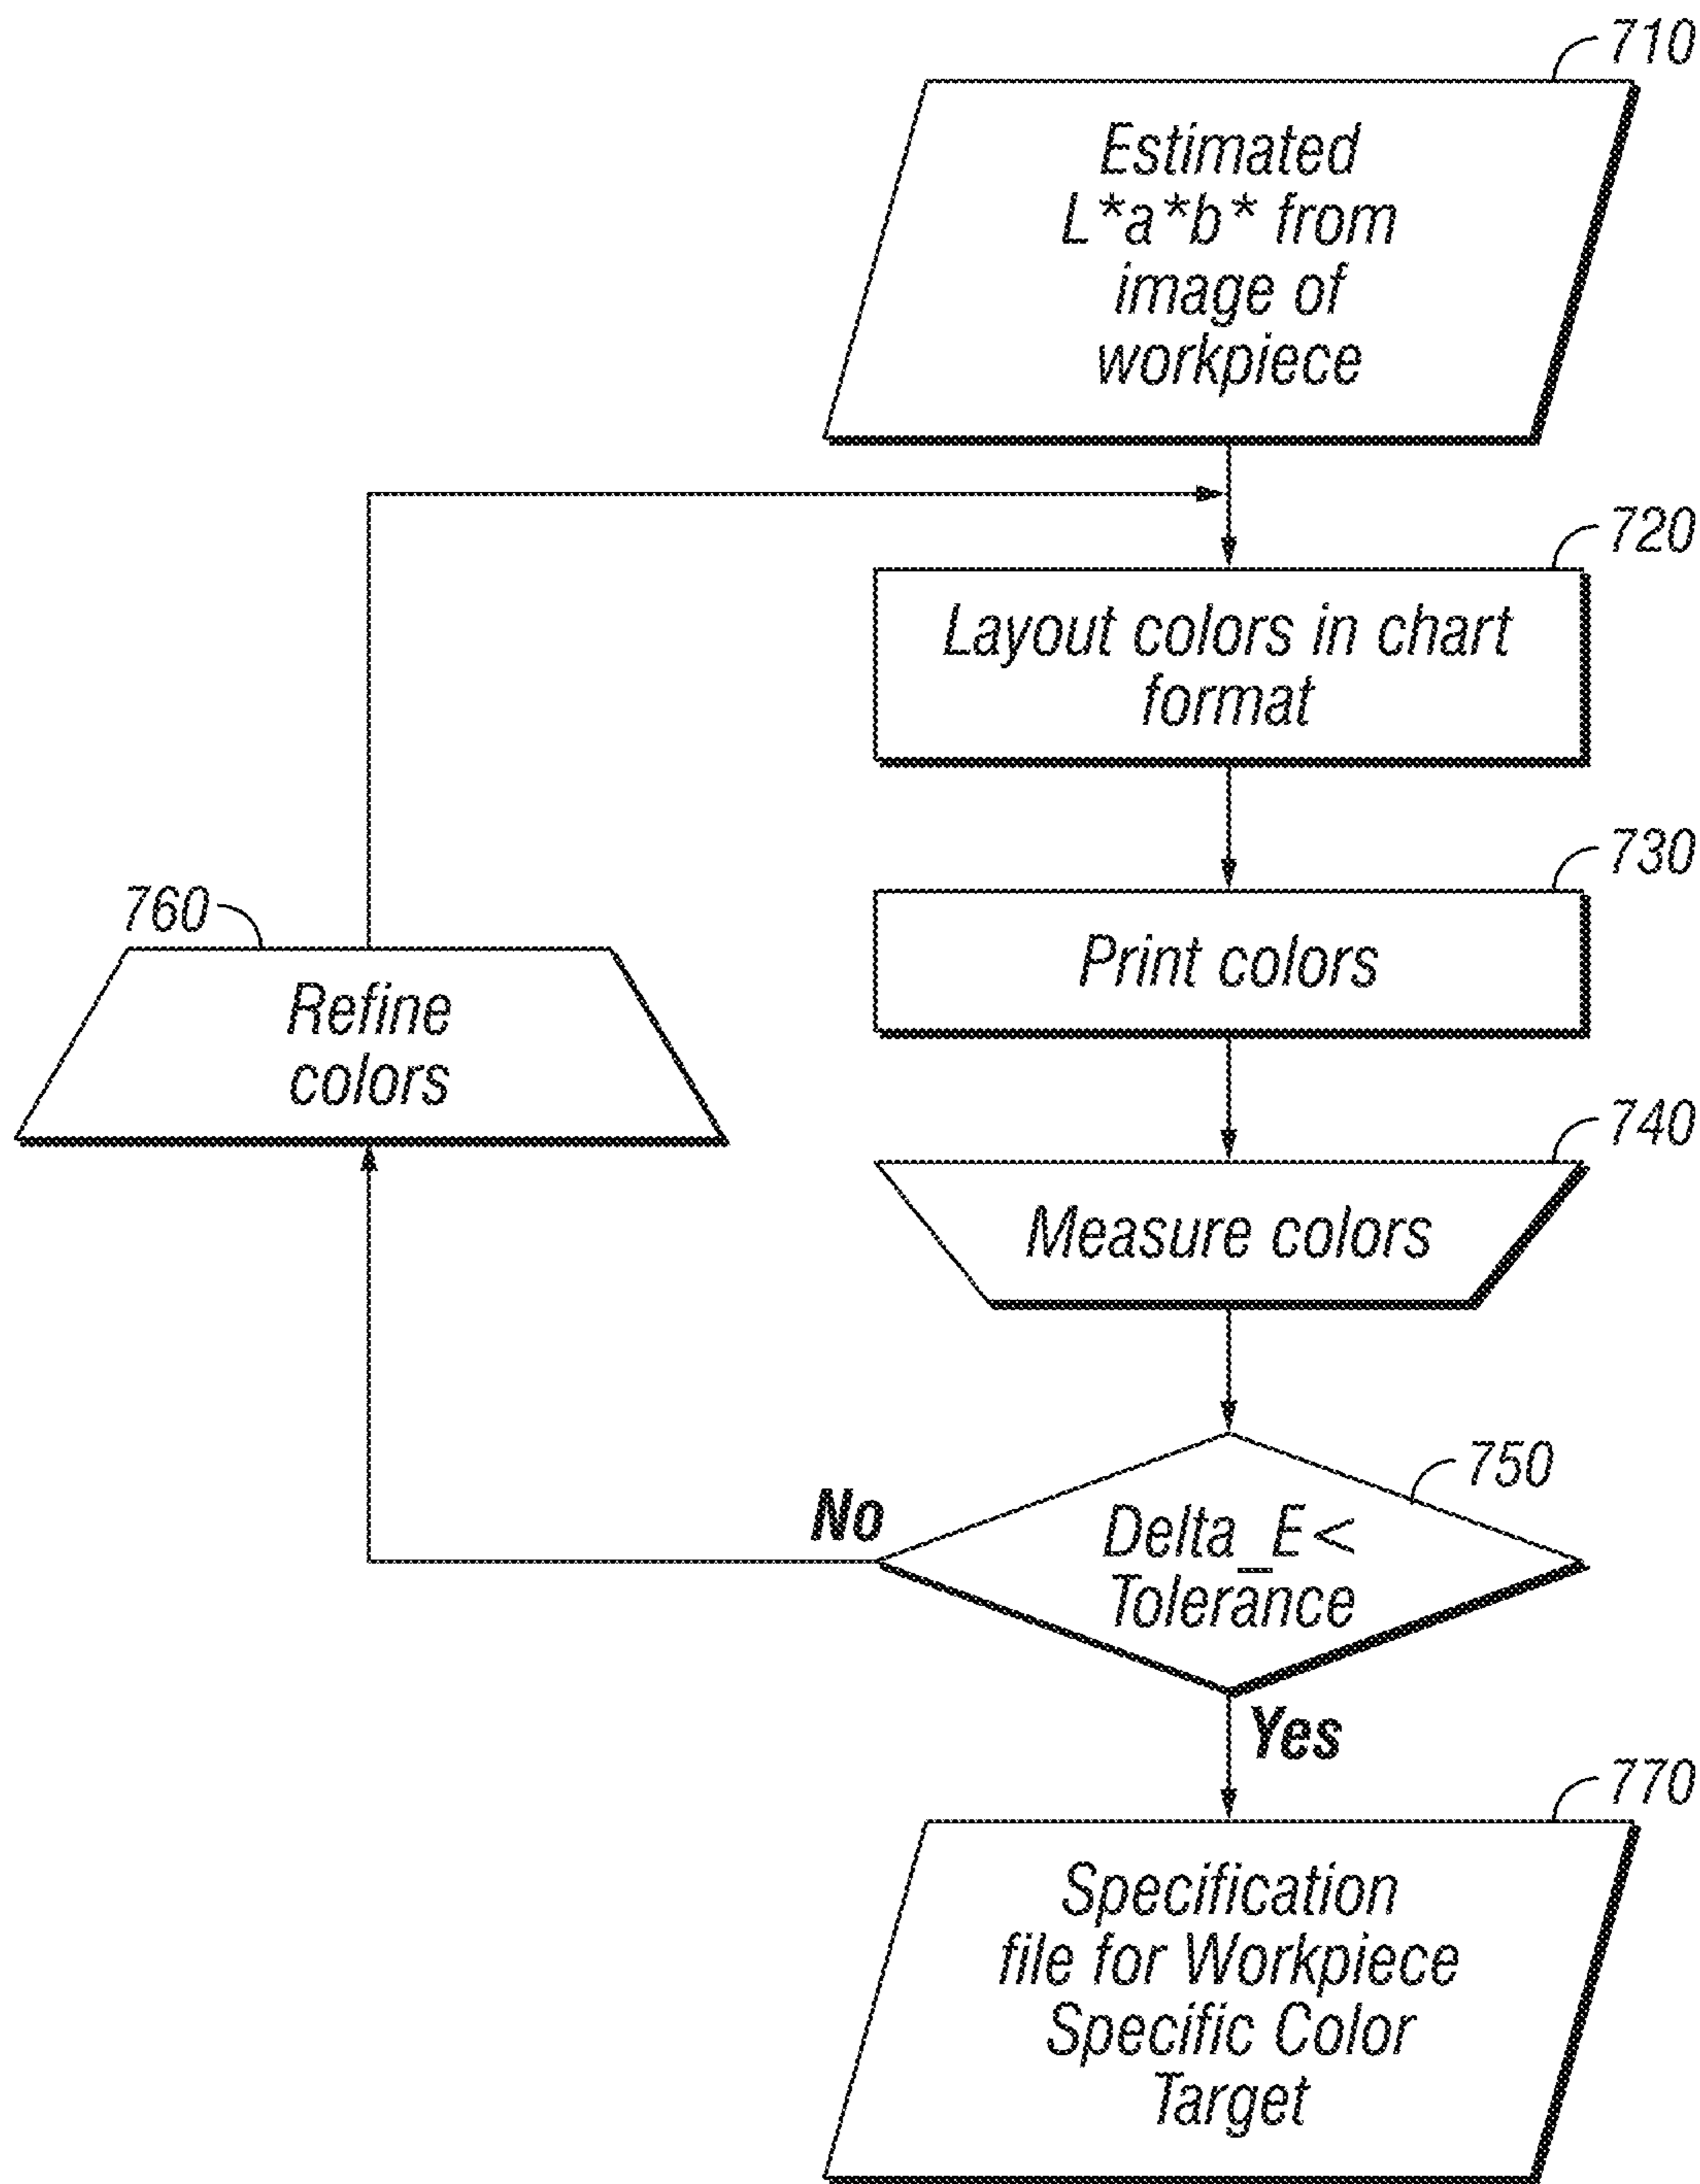 710
Estimated
L*a*b* from
image of
workpiece
720
Layout colors in chart
format
730
Print colors
760
Refine
colors
740
Measure colors
750
No
Delta_E<
Tolerance
Yes
770
Specification
file for Workpiece
Specific Color
Target